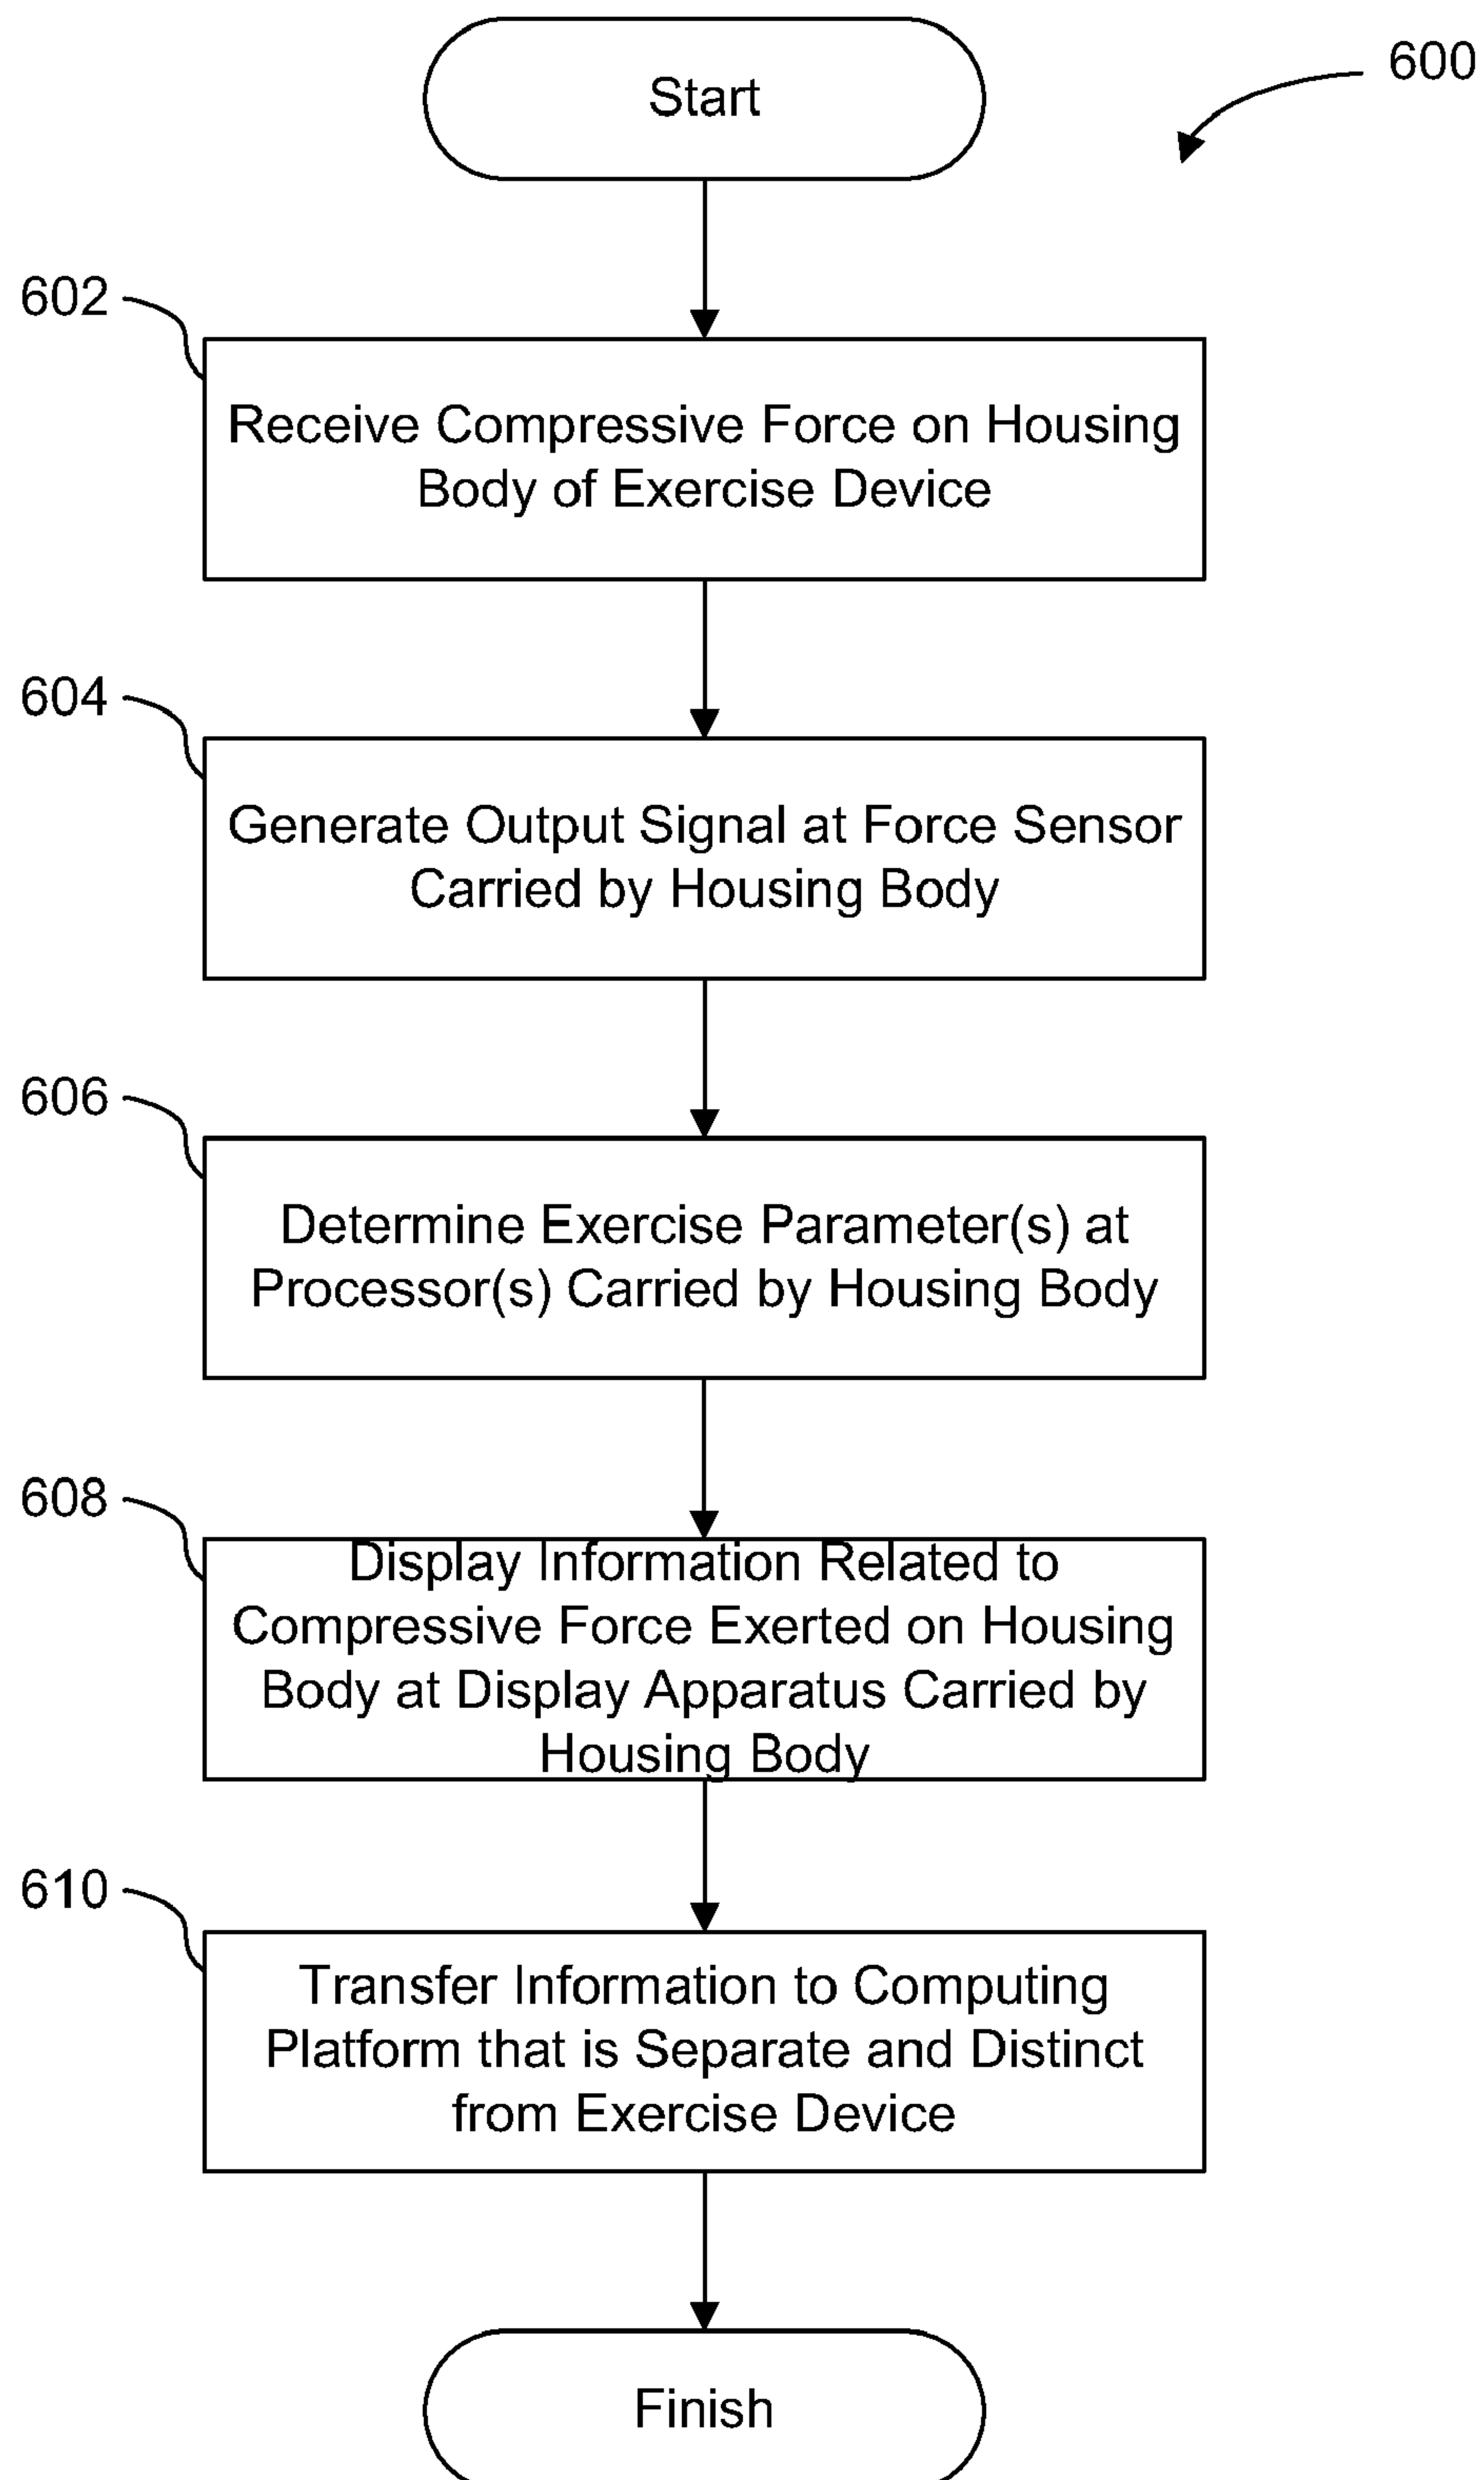 Start
600
602
Receive Compressive Force on Housing
Body of Exercise Device
604
Generate Output Signal at Force Sensor
Carried by Housing Body
606
Determine Exercise Parameter(s) at
Processor(s) Carried by Housing Body
608
Display Information Related to
Compressive Force Exerted on Housing
Body at Display Apparatus Carried by
Housing Body
610
Transfer Information to Computing
Platform that is Separate and Distinct
from Exercise Device
Finish